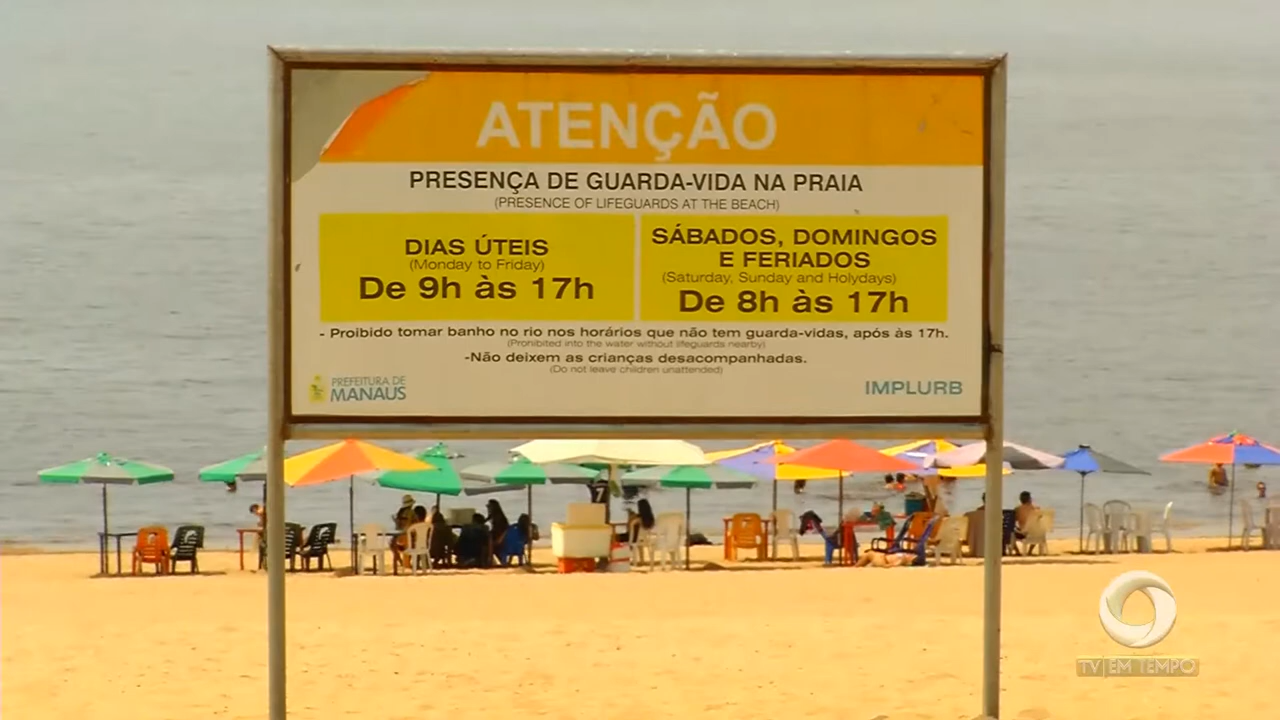 ATENÇÃO
PRESENÇA DE GUARDA-VIDA NA PRAIA
(PRESENCE OF LIFEGUARDS AT THE BEACH)
DIAS ÚTEIS
(Monday to Friday)
De 9h às 17h
SÁBADOS, DOMINGOS
E FERIADOS
(Saturday, Sunday and Holydays)
De 8h às 17h
- Proibido tomar banho no rio nos horários que não tem guarda-vidas, após às 17h.
(Prohibited into the water without lifeguards nearby)
-Não deixem as crianças desacompanhadas.
(Do not leave children unattended)
PREFEITURA DE
MANAUS
IMPLURB
TV EM TEMPO